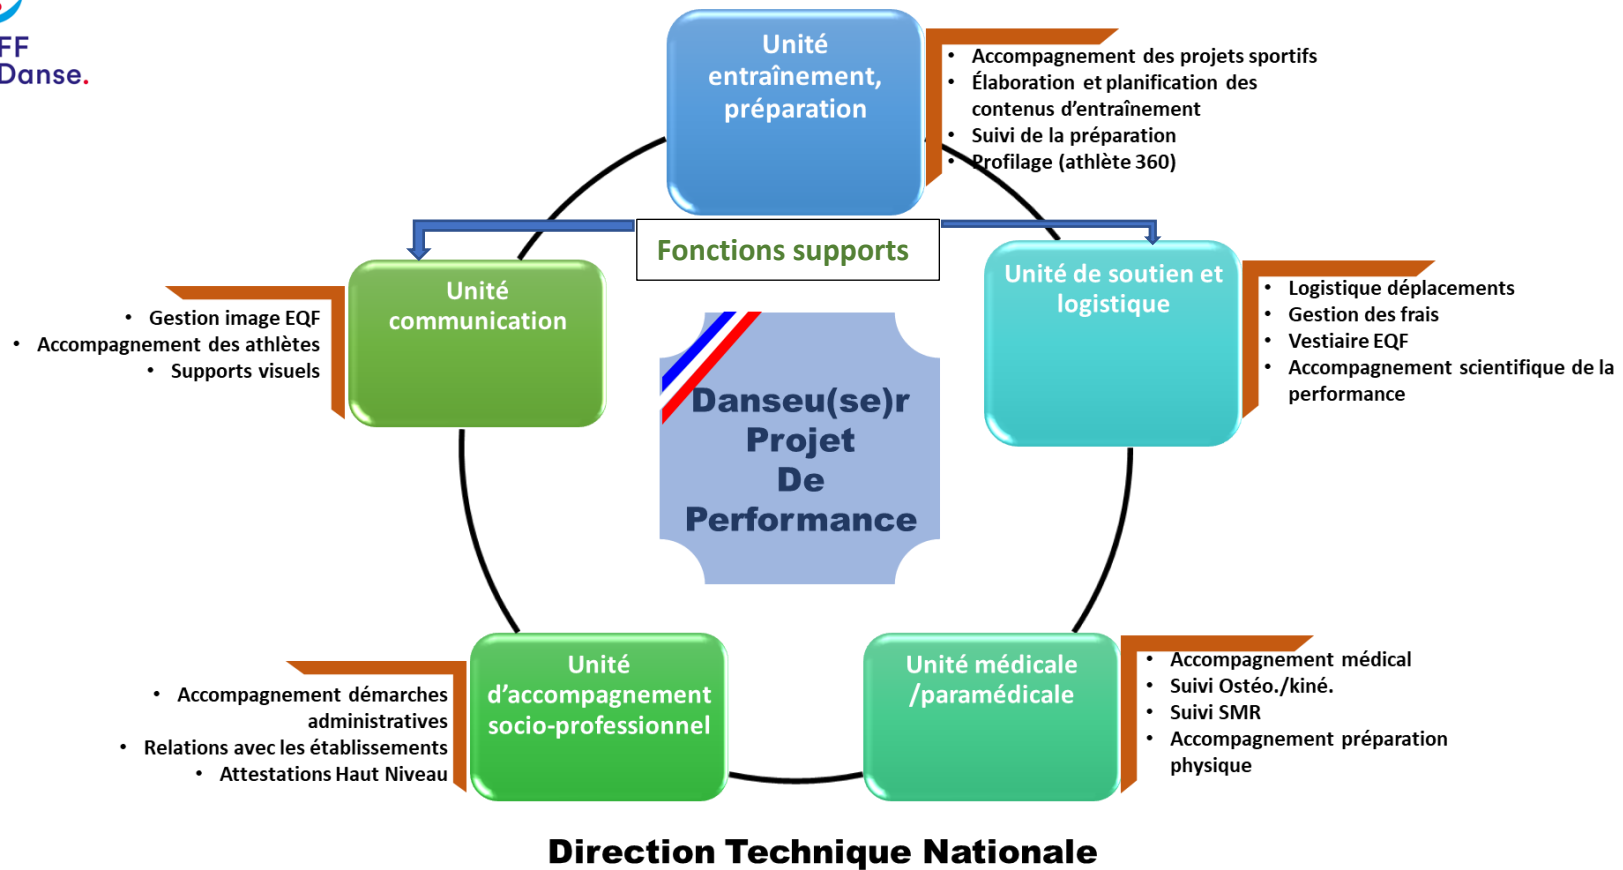 FF
Danse.
Unité
entraînement,
préparation
• Accompagnement des projets sportifs
• Élaboration et planification des
contenus d’entraînement
• Suivi de la préparation
• Profilage (athlète 360)
Fonctions supports
Unité
communication
• Gestion image EQF
• Accompagnement des athlètes
• Supports visuels
Unité de soutien et
logistique
• Logistique déplacements
• Gestion des frais
• Vestiaire EQF
• Accompagnement scientifique de la
performance
Danseu(se)r
Projet
De
Performance
Unité
d’accompagnement
socio-professionnel
• Accompagnement démarches
administratives
• Relations avec les établissements
• Attestations Haut Niveau
Unité médicale
/paramédicale
• Accompagnement médical
• Suivi Ostéo./kiné.
• Suivi SMR
• Accompagnement préparation
physique
Direction Technique Nationale